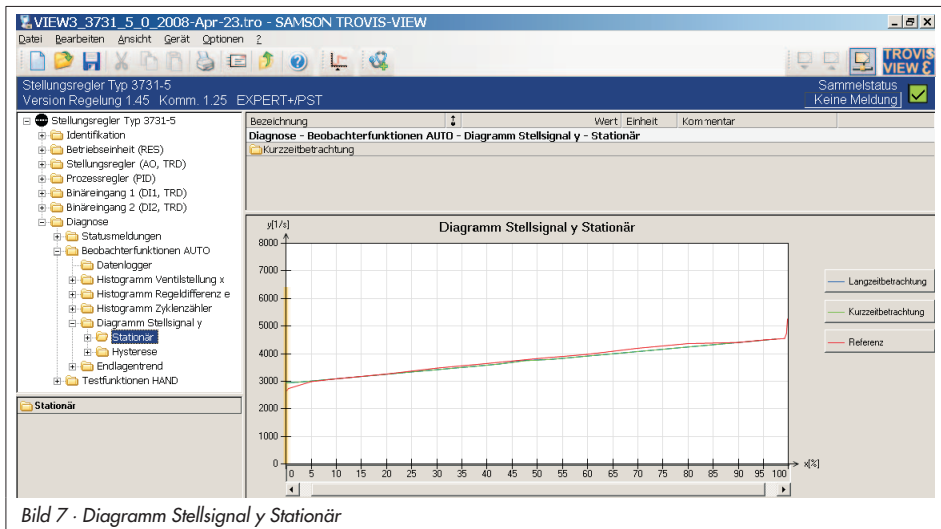 VIEW3_3731_5_0_2008-Apr-23.tro - SAMSON TROVIS-VIEW
Datei Bearbeiten Ansicht Gerät Optionen ?
TROVIS
VIEW 3
Stellungsregler Typ 3731-5
Version Regelung 1.45 Komm. 1.25 EXPERT+/PST
Sammelstatus
Keine Meldung
Stellungsregler Typ 3731-5
Identifikation
Betriebseinheit (RES)
Stellungsregler (AO, TRD)
Prozessregler (PID)
Binäreingang 1 (DI1, TRD)
Binäreingang 2 (DI2, TRD)
Diagnose
Statusmeldungen
Beobachterfunktionen AUTO
Datenlogger
Histogramm Ventilstellung x
Histogramm Regeldifferenz e
Histogramm Zyklenzähler
Diagramm Stellsignal y
Stationär
Hysterese
Endlagentrend
Testfunktionen HAND
Stationär
Bezeichnung Wert Einheit Kommentar
Diagnose - Beobachterfunktionen AUTO - Diagramm Stellsignal y - Stationär
Kurzzeitbetrachtung
Diagramm Stellsignal y Stationär
y[1/s]
8000
7000
6000
5000
4000
3000
2000
1000
0
0 5 10 15 20 25 30 35 40 45 50 55 60 65 70 75 80 85 90 95 100
x[%]
Langzeitbetrachtung
Kurzzeitbetrachtung
Referenz
Bild 7 · Diagramm Stellsignal y Stationär